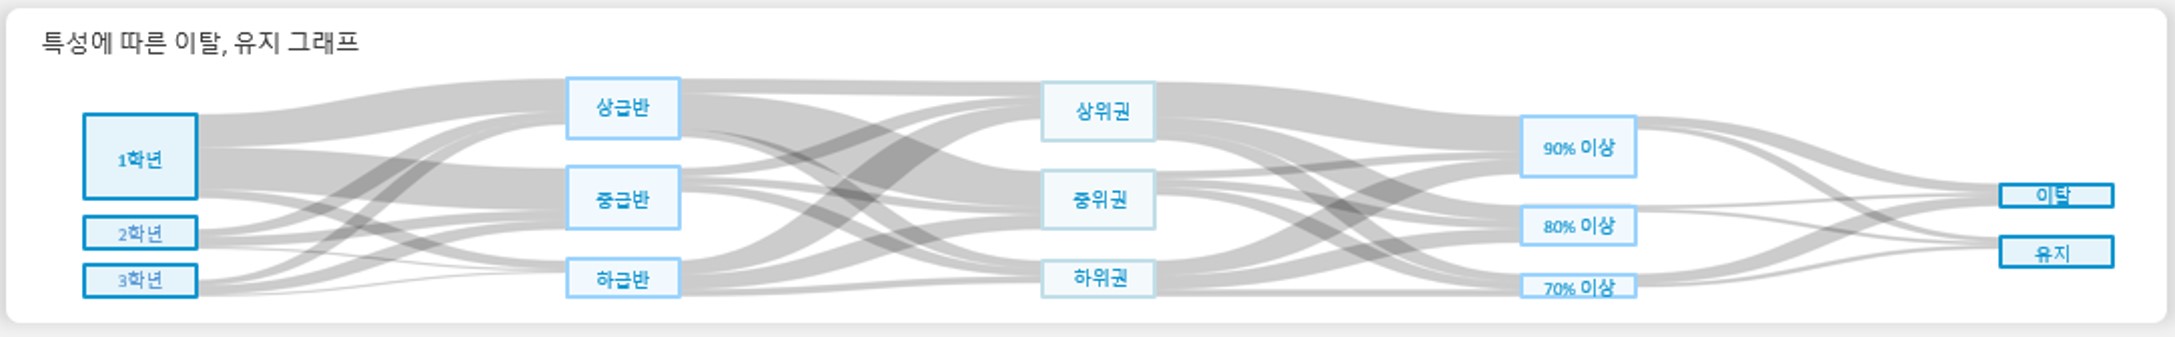 특성에 따른 이탈, 유지 그래프
1학년
2학년
3학년
상급반
중급반
하급반
상위권
중위권
하위권
90% 이상
80% 이상
70% 이상
이탈
유지